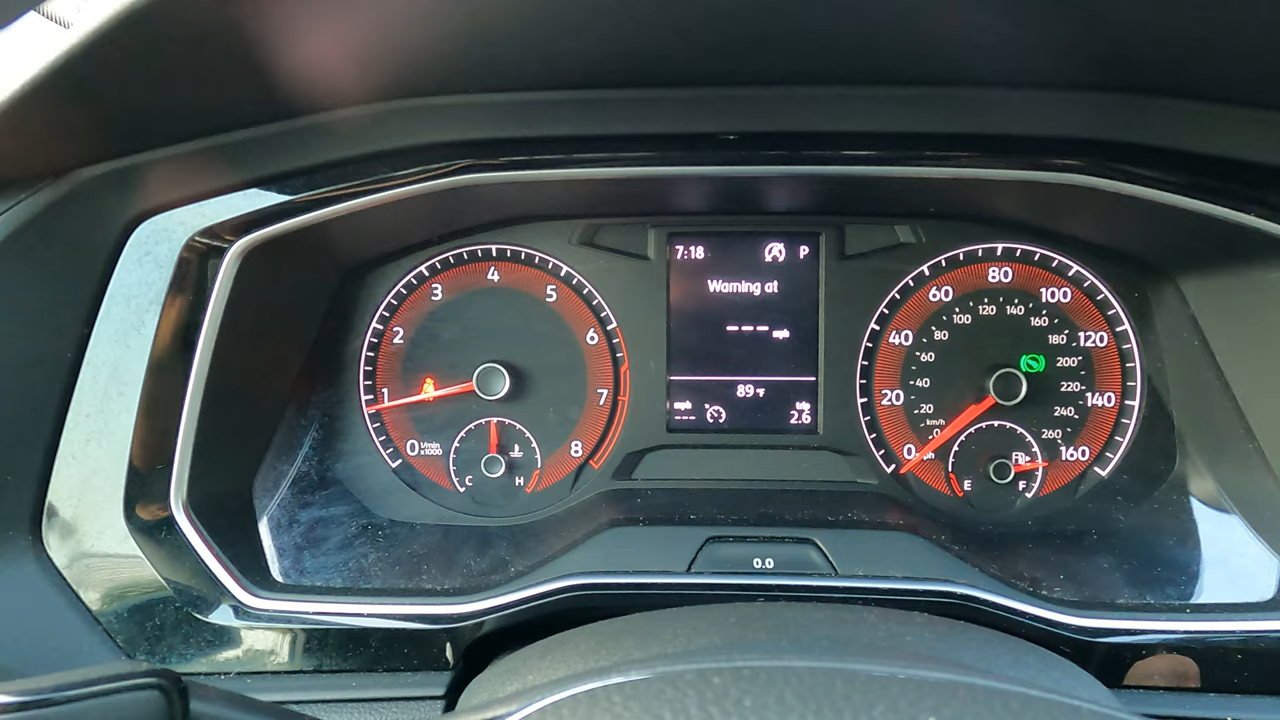 7:18 P
Warning at
--- mph
89 °F
mph trip
--- 2.6
0 1 2 3 4 5 6 7 8
1/min
x1000
C H
0 20 40 60 80 100 120 140 160
0 20 40 60 80 100 120 140 160 180 200 220 240 260
km/h
E F
0.0